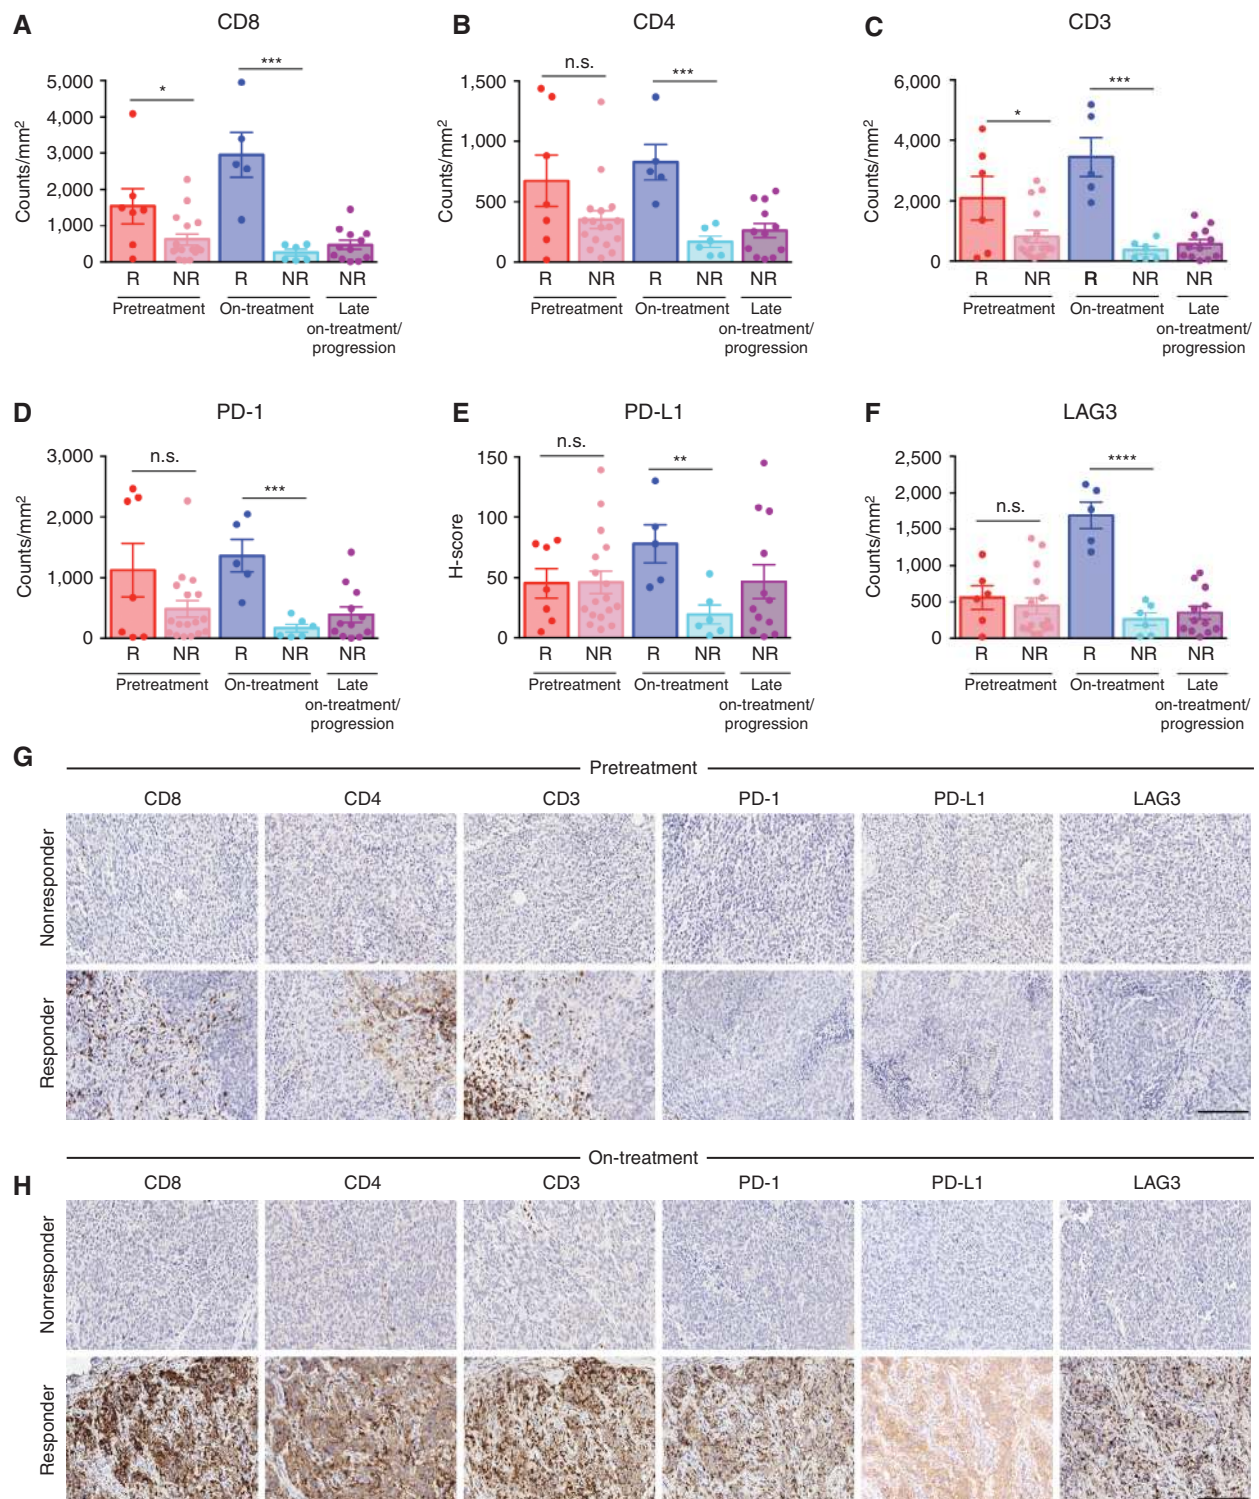 A CD8
Counts/mm2
5,000
4,000
3,000
2,000
1,000
0
* ***
R NR R NR NR
Pretreatment On-treatment Late
on-treatment/
progression
B CD4
Counts/mm2
1,500
1,000
500
0
n.s. ***
R NR R NR NR
Pretreatment On-treatment Late
on-treatment/
progression
C CD3
Counts/mm2
6,000
4,000
2,000
0
* ***
R NR R NR NR
Pretreatment On-treatment Late
on-treatment/
progression
D PD-1
Counts/mm2
3,000
2,000
1,000
0
n.s. ***
R NR R NR NR
Pretreatment On-treatment Late
on-treatment/
progression
E PD-L1
H-score
150
100
50
0
n.s. **
R NR R NR NR
Pretreatment On-treatment Late
on-treatment/
progression
F LAG3
Counts/mm2
2,500
2,000
1,500
1,000
500
0
n.s. ****
R NR R NR NR
Pretreatment On-treatment Late
on-treatment/
progression
G Pretreatment
CD8 CD4 CD3 PD-1 PD-L1 LAG3
Nonresponder
Responder
On-treatment
H CD8 CD4 CD3 PD-1 PD-L1 LAG3
Nonresponder
Responder